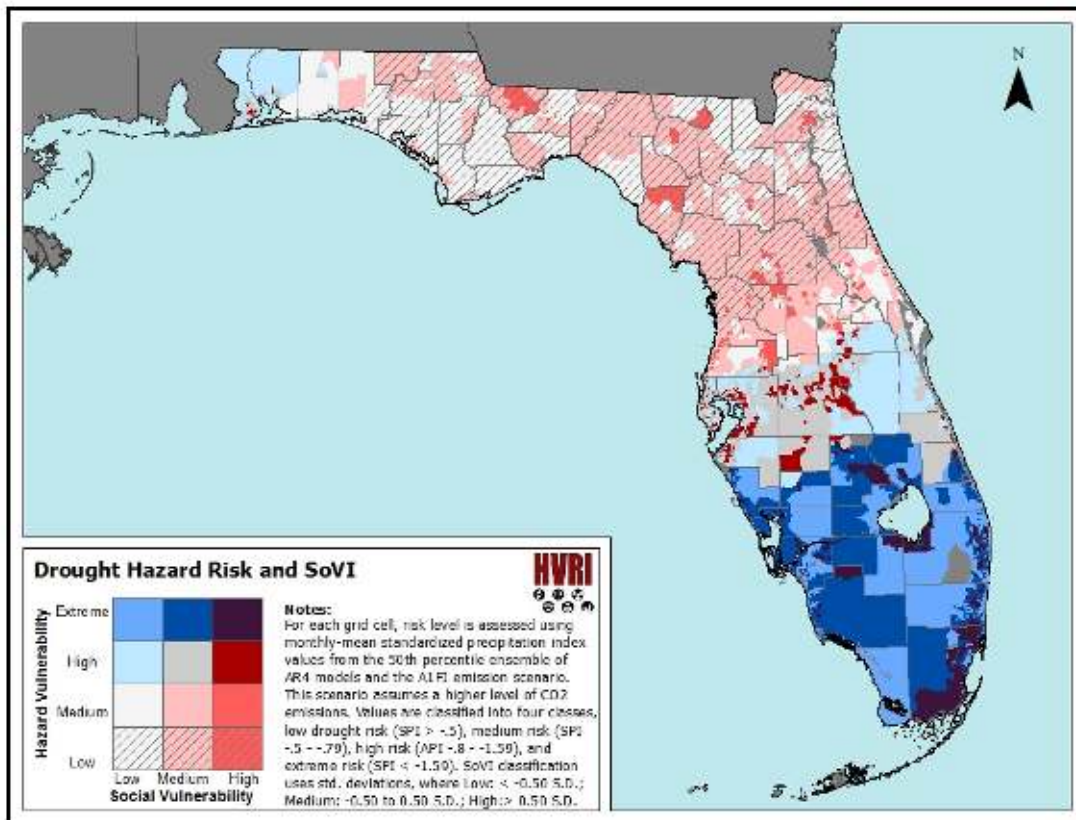 N
Drought Hazard Risk and SoVI
HVRI
Hazard Vulnerability
Extreme
High
Medium
Low
Low Medium High
Social Vulnerability
Notes:
For each grid cell, risk level is assessed using
monthly-mean standardized precipitation index
values from the 50th percentile ensemble of
AR4 models and the A1FI emission scenario.
This scenario assumes a higher level of CO2
emissions. Values are classified into four classes,
low drought risk (SPI > -.5), medium risk (SPI
-.5 - -.79), high risk (API -.8 - -1.59), and
extreme risk (SPI < -1.59). SoVI classification
uses std. deviations, where Low: < -0.50 S.D.;
Medium: -0.50 to 0.50 S.D.; High:> 0.50 S.D.